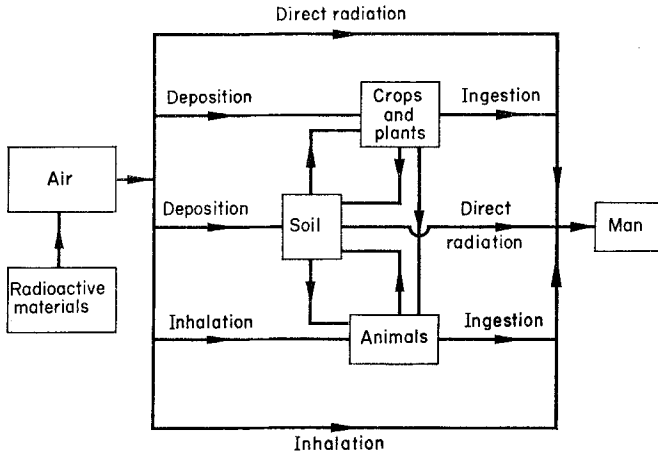 Direct radiation
Deposition
Crops and
plants
Ingestion
Air
Deposition
Soil
Direct
radiation
Man
Radioactive
materials
Inhalation
Animals
Ingestion
Inhalation